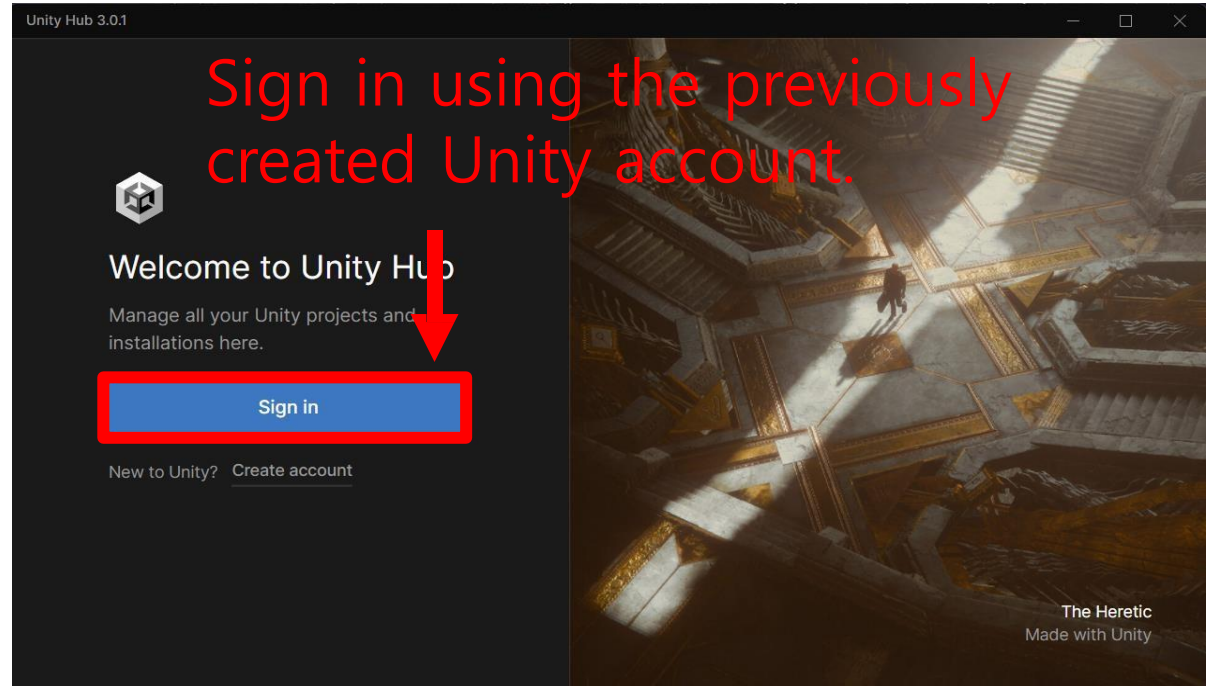 Unity Hub 3.0.1
Sign in using the previously
created Unity account.
Welcome to Unity Hub
Manage all your Unity projects and
installations here.
Sign in
New to Unity? Create account
The Heretic
Made with Unity